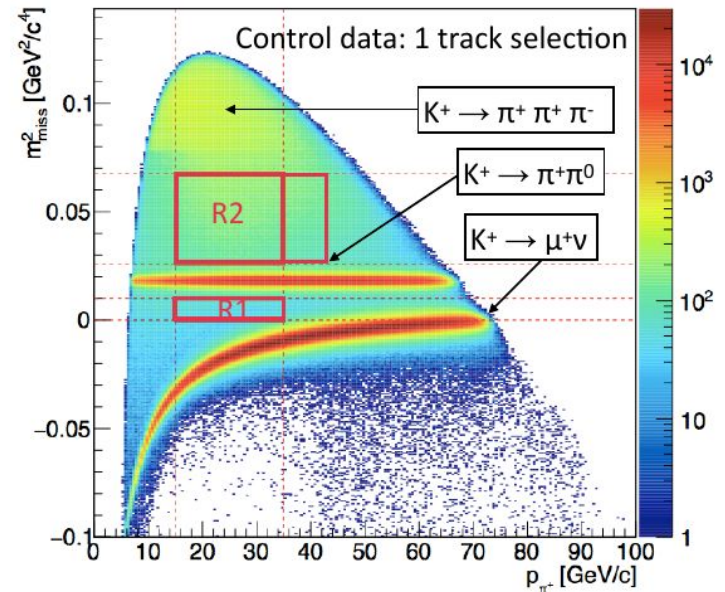 Control data: 1 track selection
m²miss [GeV²/c⁴]
0.1
0.05
0
−0.05
−0.1
K⁺ → π⁺ π⁺ π⁻
K⁺ → π⁺π⁰
K⁺ → μ⁺ν
R2
R1
0 10 20 30 40 50 60 70 80 90 100
p_π⁺ [GeV/c]
10⁴
10³
10²
10
1